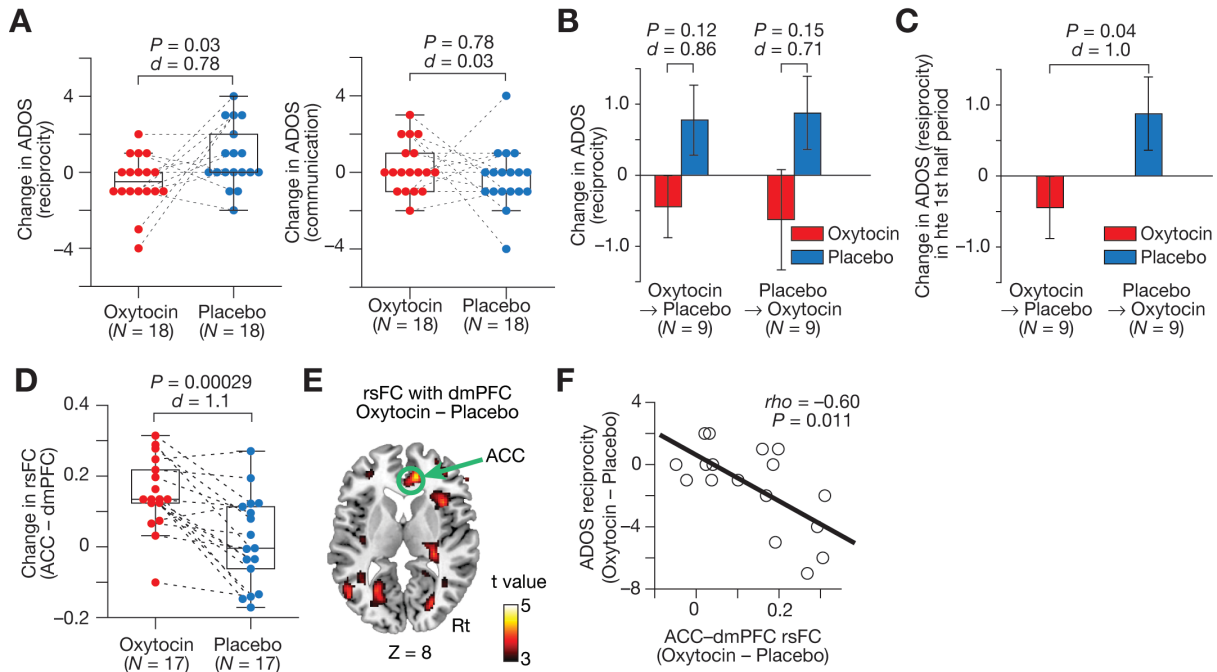 A
P = 0.03
d = 0.78
Change in ADOS
(reciprocity)
4
0
−4
Oxytocin
(N = 18)
Placebo
(N = 18)
P = 0.78
d = 0.03
Change in ADOS
(communication)
4
0
−4
Oxytocin
(N = 18)
Placebo
(N = 18)
B
P = 0.12
d = 0.86
P = 0.15
d = 0.71
Change in ADOS
(reciprocity)
1.0
0
−1.0
Oxytocin
Placebo
Oxytocin
→ Placebo
(N = 9)
Placebo
→ Oxytocin
(N = 9)
C
P = 0.04
d = 1.0
Change in ADOS (resiprocity)
in hte 1st half period
1.0
0
−1.0
Oxytocin
Placebo
Oxytocin
→ Placebo
(N = 9)
Placebo
→ Oxytocin
(N = 9)
D
P = 0.00029
d = 1.1
Change in rsFC
(ACC – dmPFC)
0.4
0.2
0
−0.2
Oxytocin
(N = 17)
Placebo
(N = 17)
E
rsFC with dmPFC
Oxytocin – Placebo
ACC
t value
5
3
Rt
Z = 8
F
rho = –0.60
P = 0.011
ADOS reciprocity
(Oxytocin – Placebo)
4
0
−4
−8
0
0.2
ACC–dmPFC rsFC
(Oxytocin – Placebo)